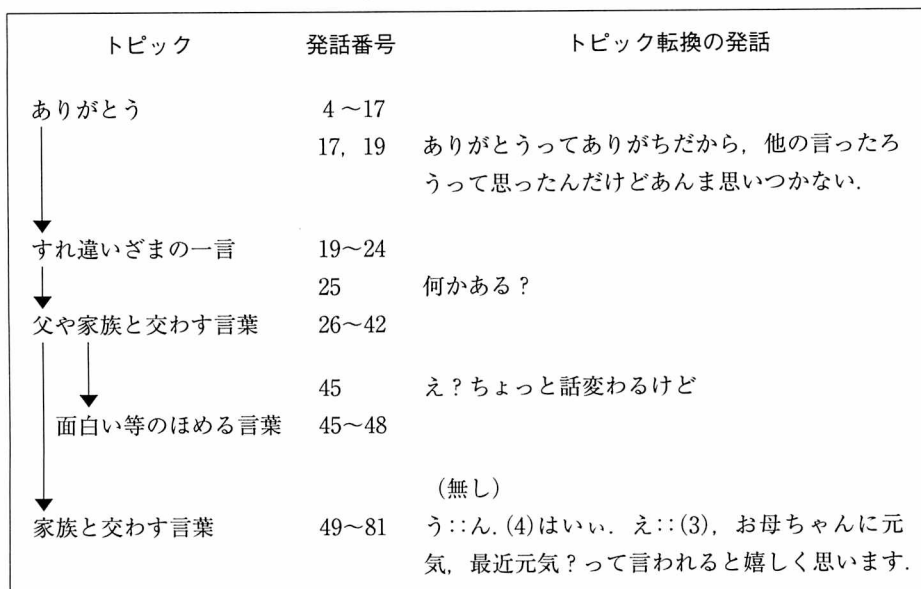 トピック 発話番号 トピック転換の発話
ありがとう 4～17
17, 19 ありがとうってありがちだから，他の言ったろ
うって思ったんだけどあんま思いつかない．
すれ違いざまの一言 19～24
25 何かある？
父や家族と交わす言葉 26～42
45 え？ちょっと話変わるけど
面白い等のほめる言葉 45～48
（無し）
家族と交わす言葉 49～81 う::ん．(4)はいぃ．え::(3)，お母ちゃんに元
気，最近元気？って言われると嬉しく思います．